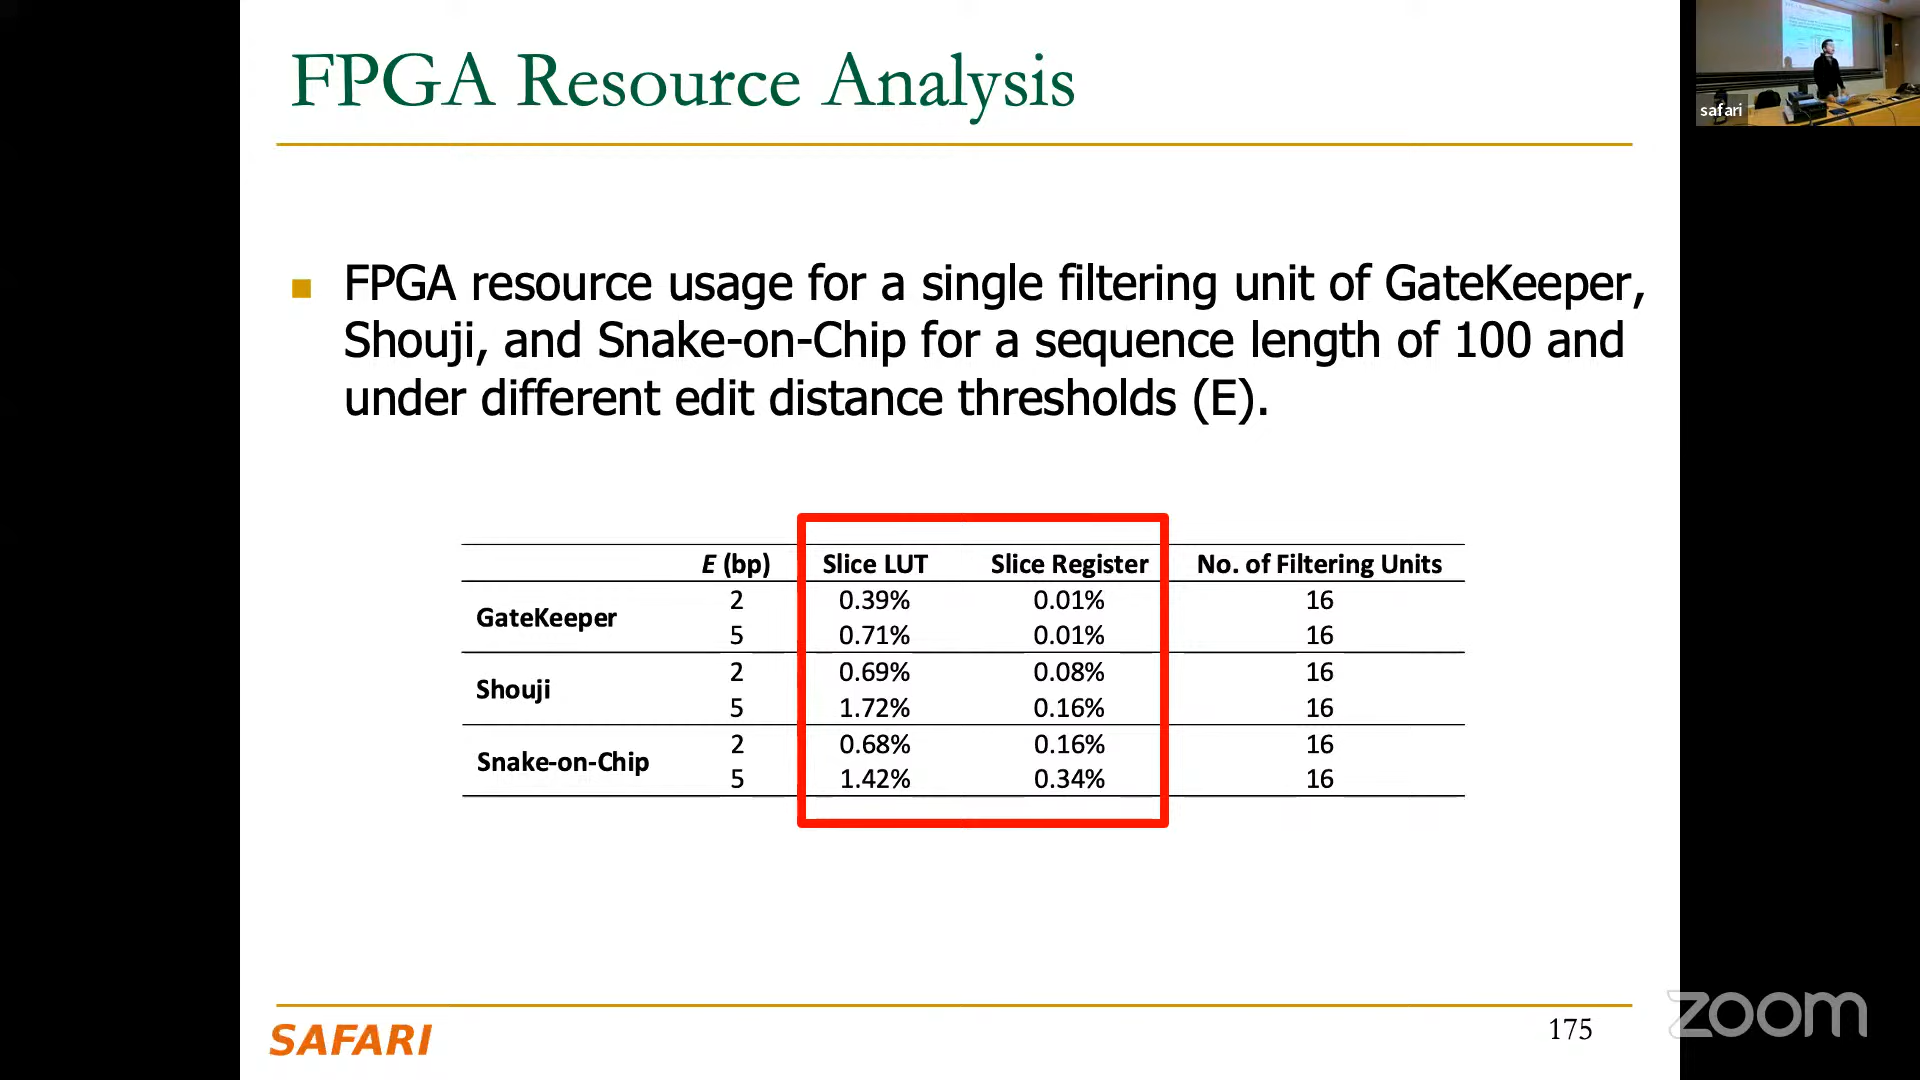 FPGA Resource Analysis
safari
FPGA resource usage for a single filtering unit of GateKeeper,
Shouji, and Snake-on-Chip for a sequence length of 100 and
under different edit distance thresholds (E).
E (bp) Slice LUT Slice Register No. of Filtering Units
GateKeeper
2 0.39% 0.01% 16
5 0.71% 0.01% 16
Shouji
2 0.69% 0.08% 16
5 1.72% 0.16% 16
Snake-on-Chip
2 0.68% 0.16% 16
5 1.42% 0.34% 16
SAFARI
175
zoom